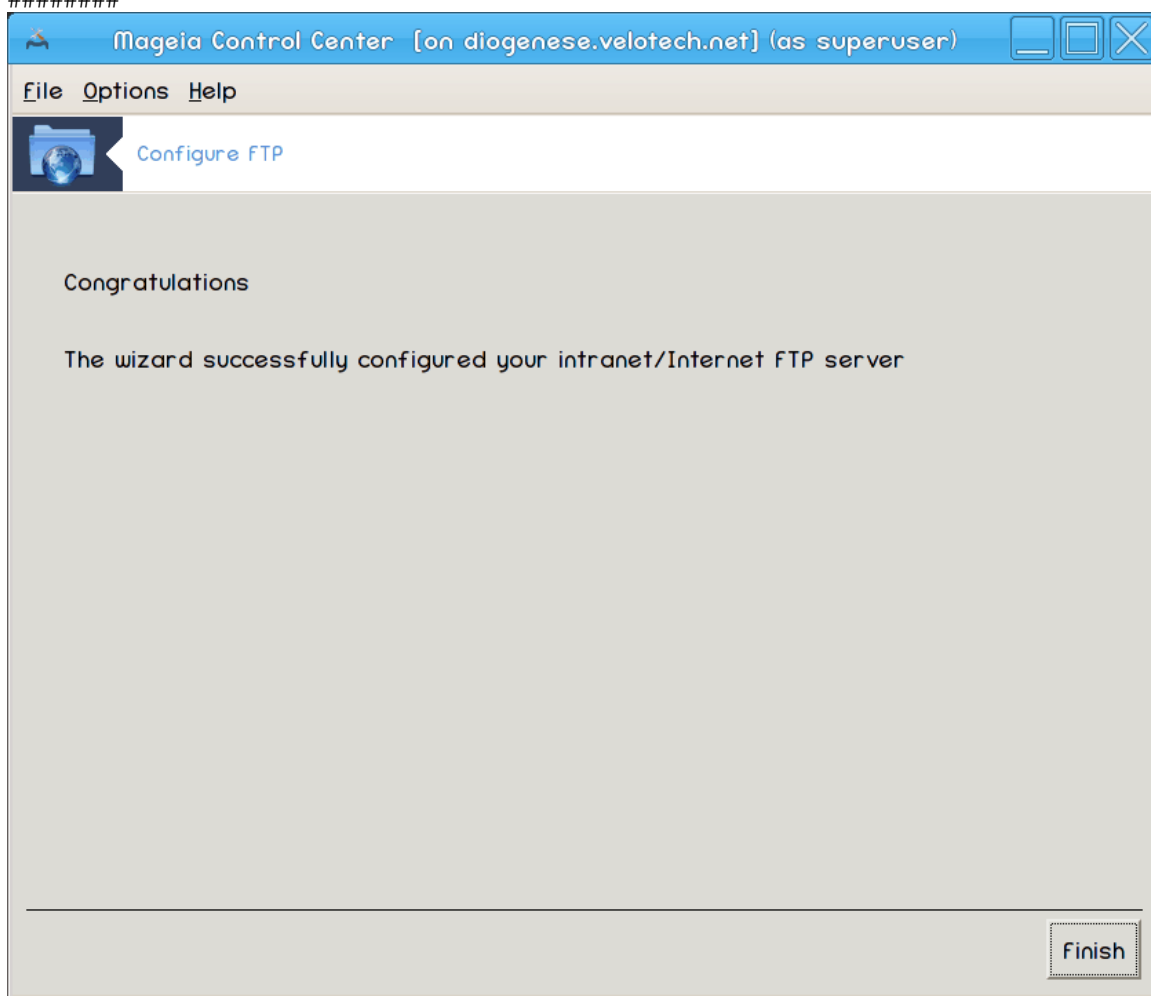 ########
Mageia Control Center [on diogenese.velotech.net] (as superuser)
File Options Help
Configure FTP
Congratulations
The wizard successfully configured your intranet/Internet FTP server
Finish